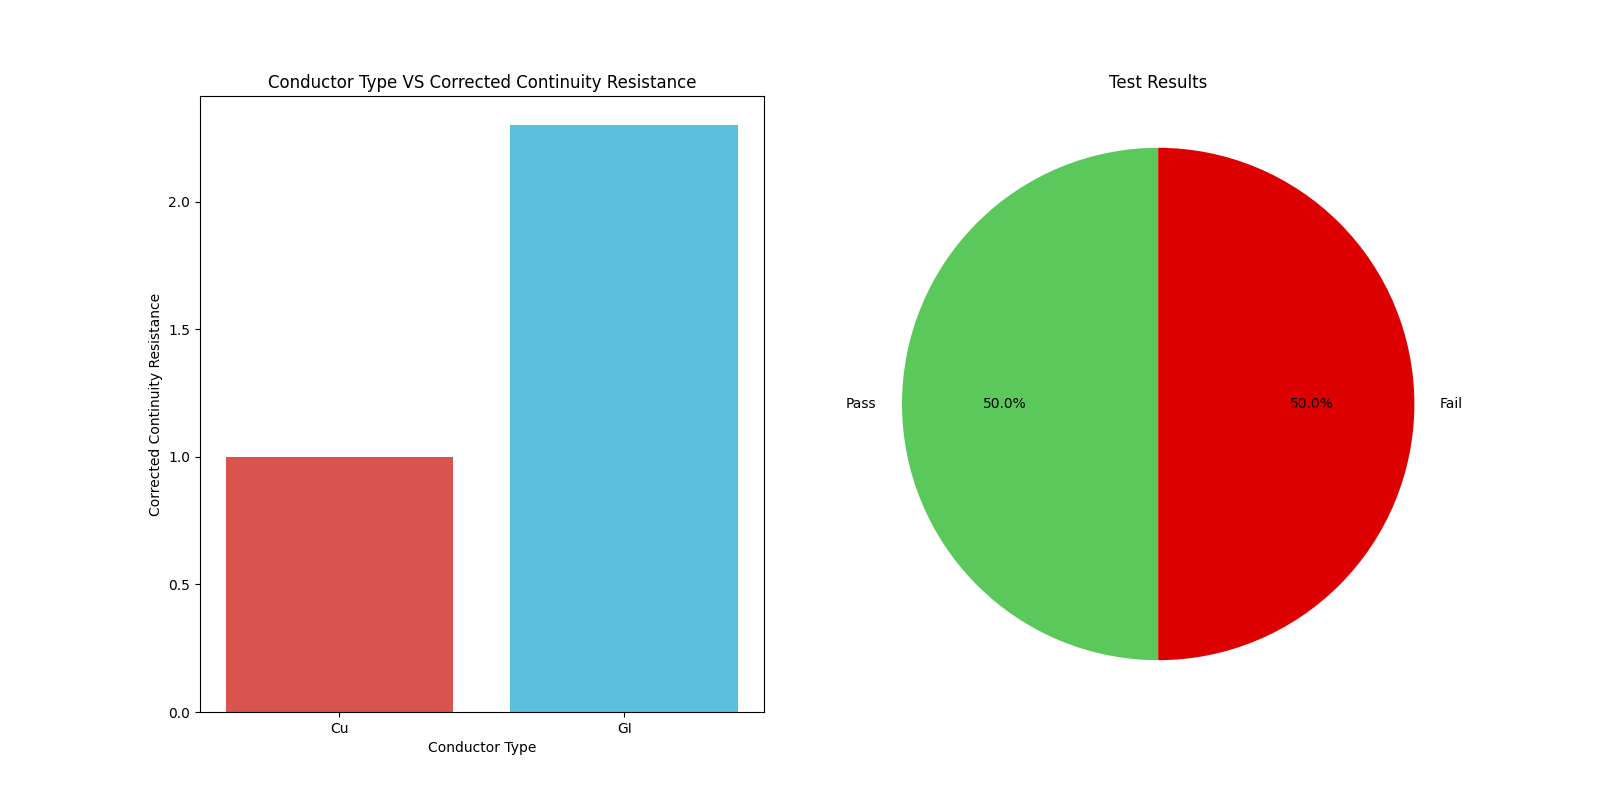 Conductor Type VS Corrected Continuity Resistance
Corrected Continuity Resistance
2.0
1.5
1.0
0.5
0.0
Cu
GI
Conductor Type
Test Results
Pass
50.0%
50.0%
Fail